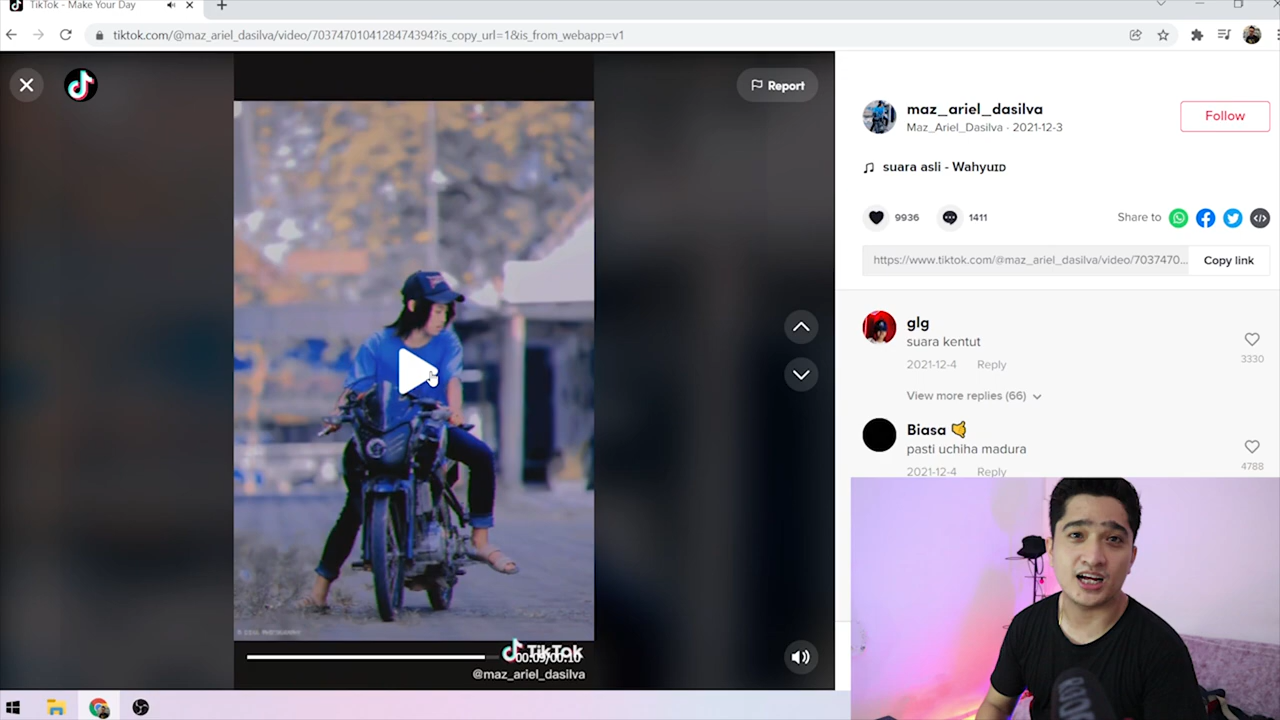 TikTok - Make Your Day
tiktok.com/@maz_ariel_dasilva/video/7037470104128474394?is_copy_url=1&is_from_webapp=v1
Report
maz_ariel_dasilva
Maz_Ariel_Dasilva · 2021-12-3
Follow
suara asli - Wahyuɪᴅ
9936
1411
Share to
https://www.tiktok.com/@maz_ariel_dasilva/video/7037470...
Copy link
glg
suara kentut
2021-12-4
Reply
3330
View more replies (66)
Biasa
pasti uchiha madura
2021-12-4
Reply
4788
TikTok
00:09/00:10
@maz_ariel_dasilva